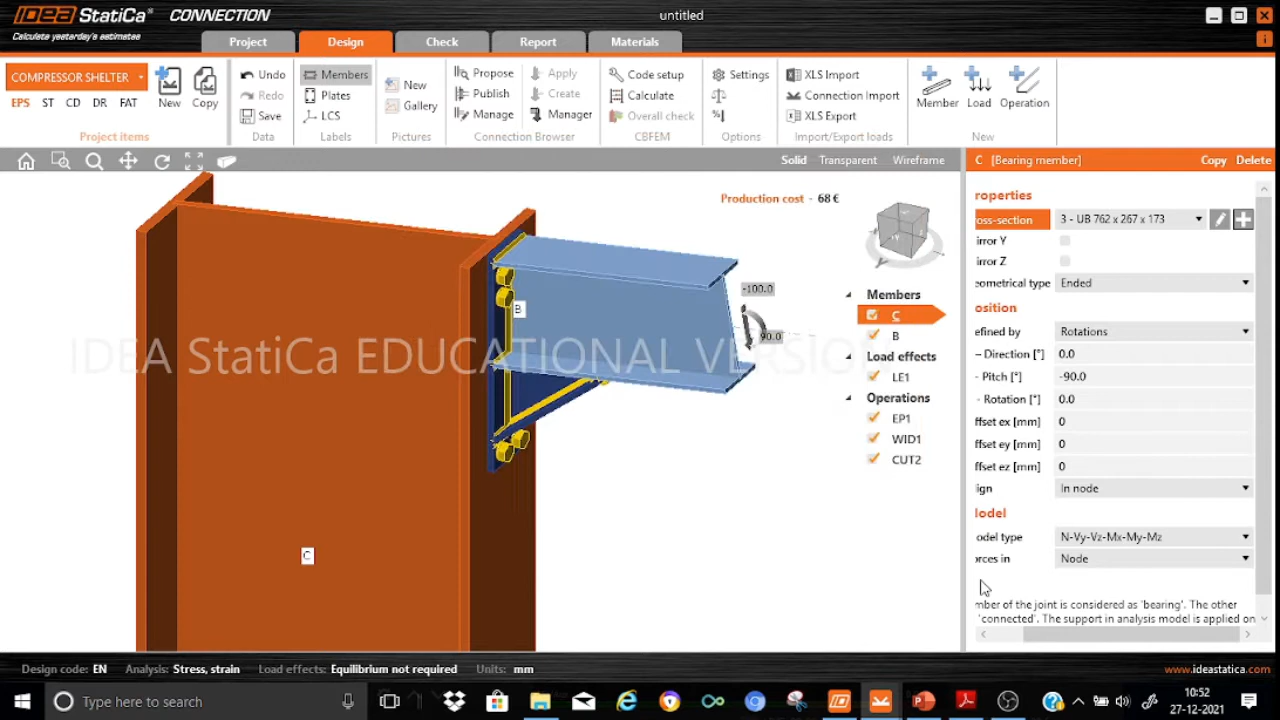 IDEA StatiCa® CONNECTION
Calculate yesterday's estimates
untitled
Project Design Check Report Materials
COMPRESSOR SHELTER
EPS ST CD DR FAT
New Copy
Project items
Undo
Redo
Save
Data
Members
Plates
LCS
Labels
New
Gallery
Pictures
Propose
Publish
Manage
Apply
Create
Manager
Connection Browser
Code setup
Calculate
Overall check
CBFEM
Settings
Options
XLS Import
Connection Import
XLS Export
Import/Export loads
Member Load Operation
New
Solid Transparent Wireframe
C [Bearing member] Copy Delete
Production cost - 68 €
-100.0
90.0
B
C
IDEA StatiCa EDUCATIONAL VERSION
Members
C
B
Load effects
LE1
Operations
EP1
WID1
CUT2
roperties
oss-section 3 - UB 762 x 267 x 173
irror Y
irror Z
eometrical type Ended
osition
efined by Rotations
– Direction [°] 0.0
- Pitch [°] -90.0
- Rotation [°] 0.0
ffset ex [mm] 0
ffset ey [mm] 0
ffset ez [mm] 0
ign In node
odel
odel type N-Vy-Vz-Mx-My-Mz
orces in Node
mber of the joint is considered as 'bearing'. The other
'connected'. The support in analysis model is applied on
Design code: EN Analysis: Stress, strain Load effects: Equilibrium not required Units: mm
www.ideastatica.com
Type here to search
10:52
27-12-2021